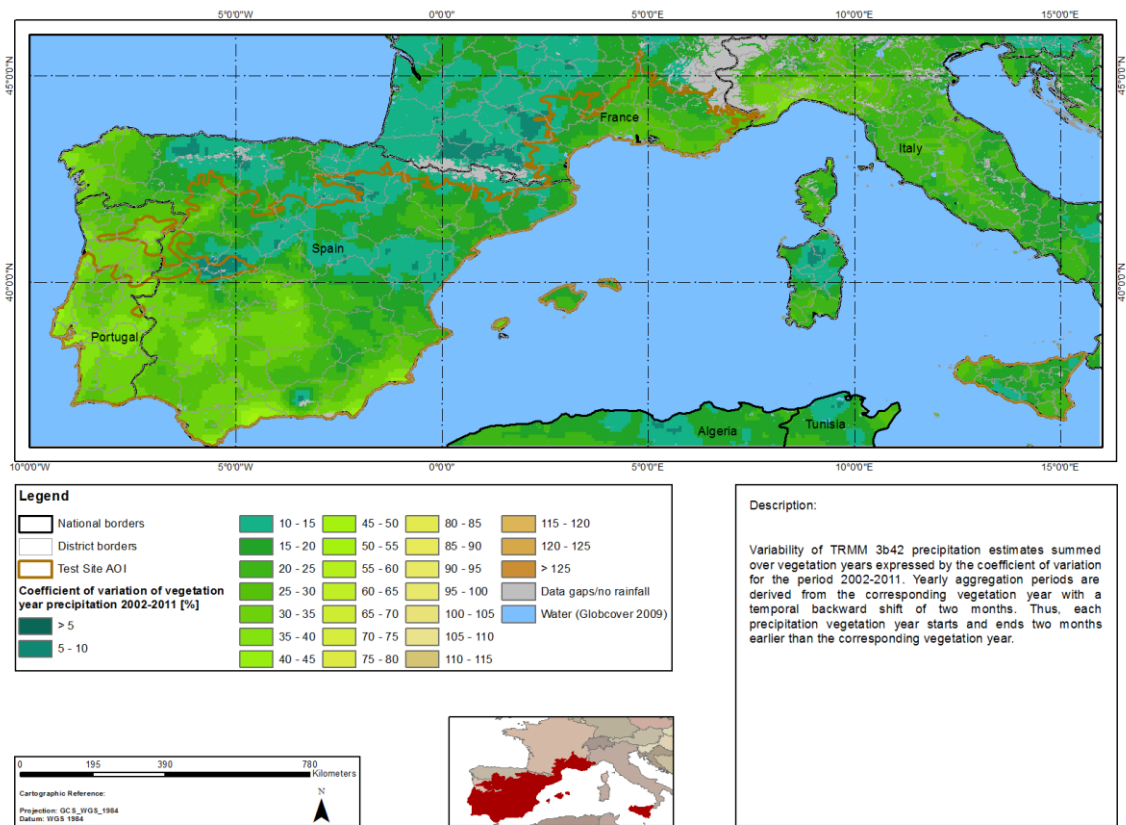 5°0'0"W 0°0'0" 5°0'0"E 10°0'0"E 15°0'0"E
45°0'0"N 45°0'0"N
France
Italy
Spain
40°0'0"N 40°0'0"N
Portugal
Algeria Tunisia
10°0'0"W 5°0'0"W 0°0'0" 5°0'0"E 10°0'0"E 15°0'0"E
Legend
National borders
District borders
Test Site AOI
Coefficient of variation of vegetation
year precipitation 2002-2011 [%]
> 5
5 - 10
10 - 15
15 - 20
20 - 25
25 - 30
30 - 35
35 - 40
40 - 45
45 - 50
50 - 55
55 - 60
60 - 65
65 - 70
70 - 75
75 - 80
80 - 85
85 - 90
90 - 95
95 - 100
100 - 105
105 - 110
110 - 115
115 - 120
120 - 125
> 125
Data gaps/no rainfall
Water (Globcover 2009)
Description:
Variability of TRMM 3b42 precipitation estimates summed
over vegetation years expressed by the coefficient of variation
for the period 2002-2011. Yearly aggregation periods are
derived from the corresponding vegetation year with a
temporal backward shift of two months. Thus, each
precipitation vegetation year starts and ends two months
earlier than the corresponding vegetation year.
0 195 390 780
Kilometers
Cartographic Reference:
N
Projection: GCS_WGS_1984
Datum: WGS 1984